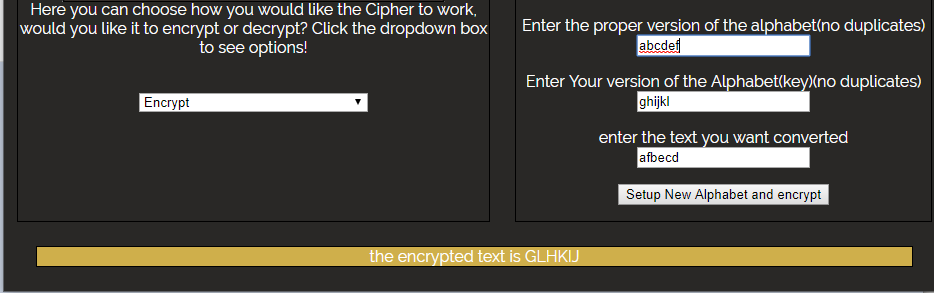 Here you can choose how you would like the Cipher to work,
would you like it to encrypt or decrypt? Click the dropdown box
to see options!
Encrypt
Enter the proper version of the alphabet(no duplicates)
abcdef
Enter Your version of the Alphabet(key)(no duplicates)
ghijkl
enter the text you want converted
afbecd
Setup New Alphabet and encrypt
the encrypted text is GLHKIJ